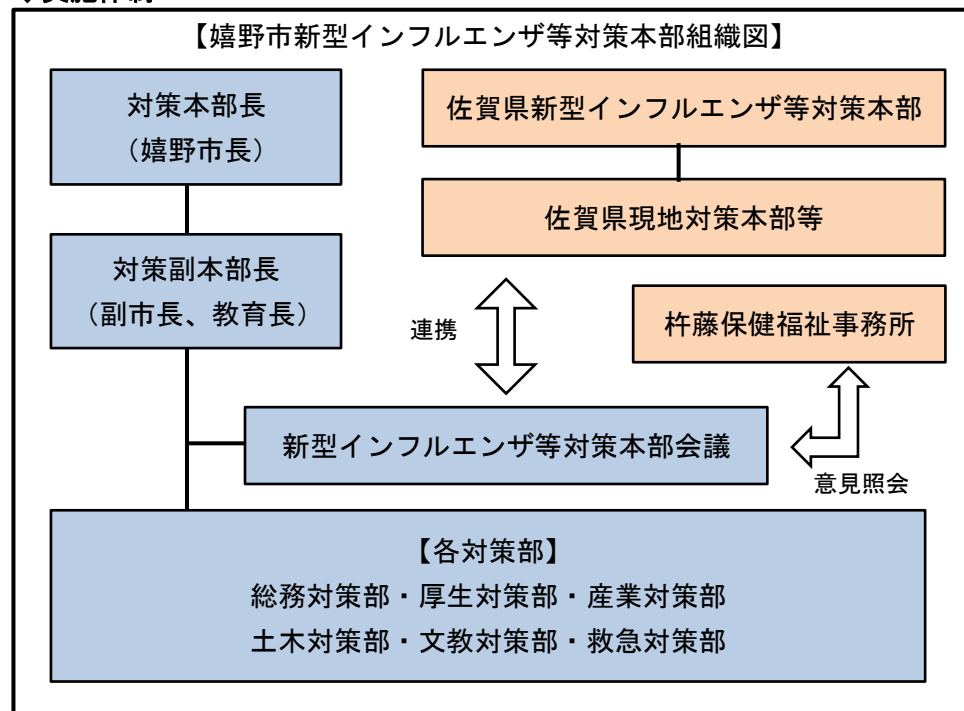 【嬉野市新型インフルエンザ等対策本部組織図】
対策本部長
（嬉野市長）
佐賀県新型インフルエンザ等対策本部
佐賀県現地対策本部等
対策副本部長
（副市長、教育長）
連携
杵藤保健福祉事務所
新型インフルエンザ等対策本部会議
意見照会
【各対策部】
総務対策部・厚生対策部・産業対策部
土木対策部・文教対策部・救急対策部